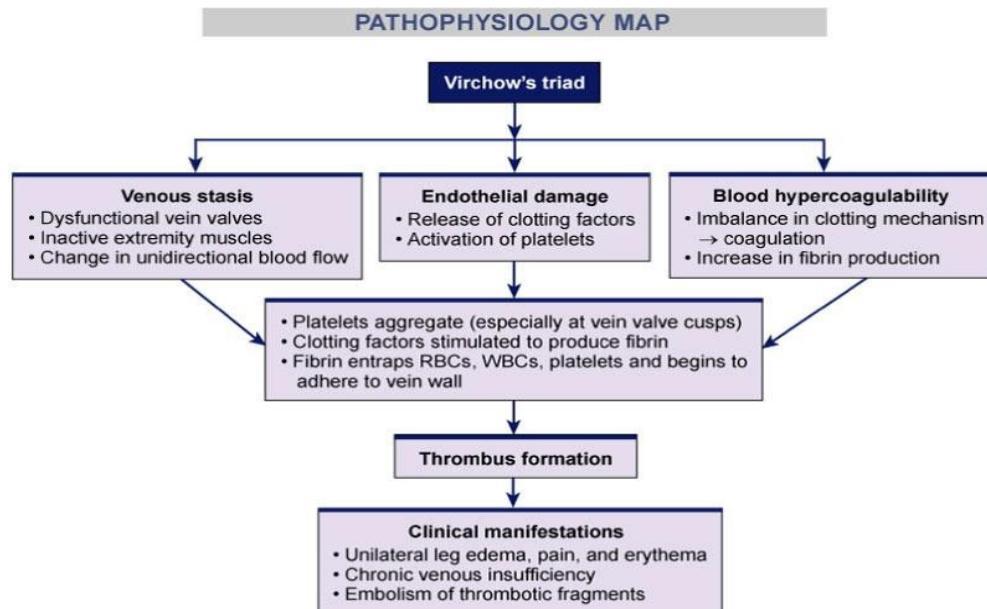 PATHOPHYSIOLOGY MAP
Virchow's triad
Venous stasis
• Dysfunctional vein valves
• Inactive extremity muscles
• Change in unidirectional blood flow
Endothelial damage
• Release of clotting factors
• Activation of platelets
Blood hypercoagulability
• Imbalance in clotting mechanism
→ coagulation
• Increase in fibrin production
• Platelets aggregate (especially at vein valve cusps)
• Clotting factors stimulated to produce fibrin
• Fibrin entraps RBCs, WBCs, platelets and begins to
adhere to vein wall
Thrombus formation
Clinical manifestations
• Unilateral leg edema, pain, and erythema
• Chronic venous insufficiency
• Embolism of thrombotic fragments